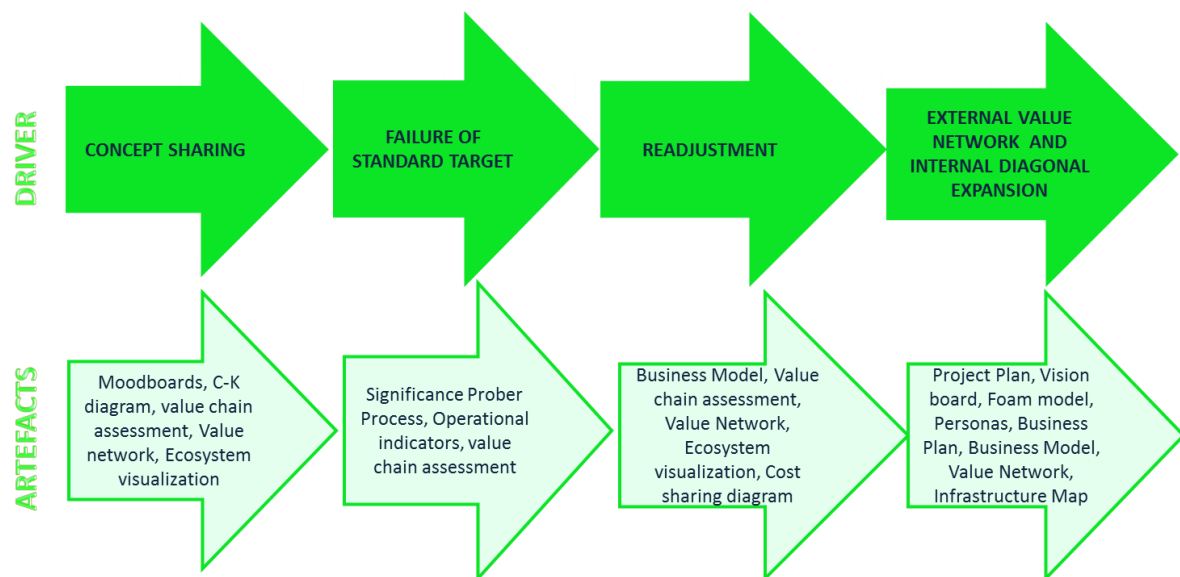 DRIVER
CONCEPT SHARING
FAILURE OF
STANDARD TARGET
READJUSTMENT
EXTERNAL VALUE
NETWORK AND
INTERNAL DIAGONAL
EXPANSION
ARTEFACTS
Moodboards, C-K
diagram, value chain
assessment, Value
network, Ecosystem
visualization
Significance Prober
Process, Operational
indicators, value
chain assessment
Business Model, Value
chain assessment,
Value Network,
Ecosystem
visualization, Cost
sharing diagram
Project Plan, Vision
board, Foam model,
Personas, Business
Plan, Business Model,
Value Network,
Infrastructure Map